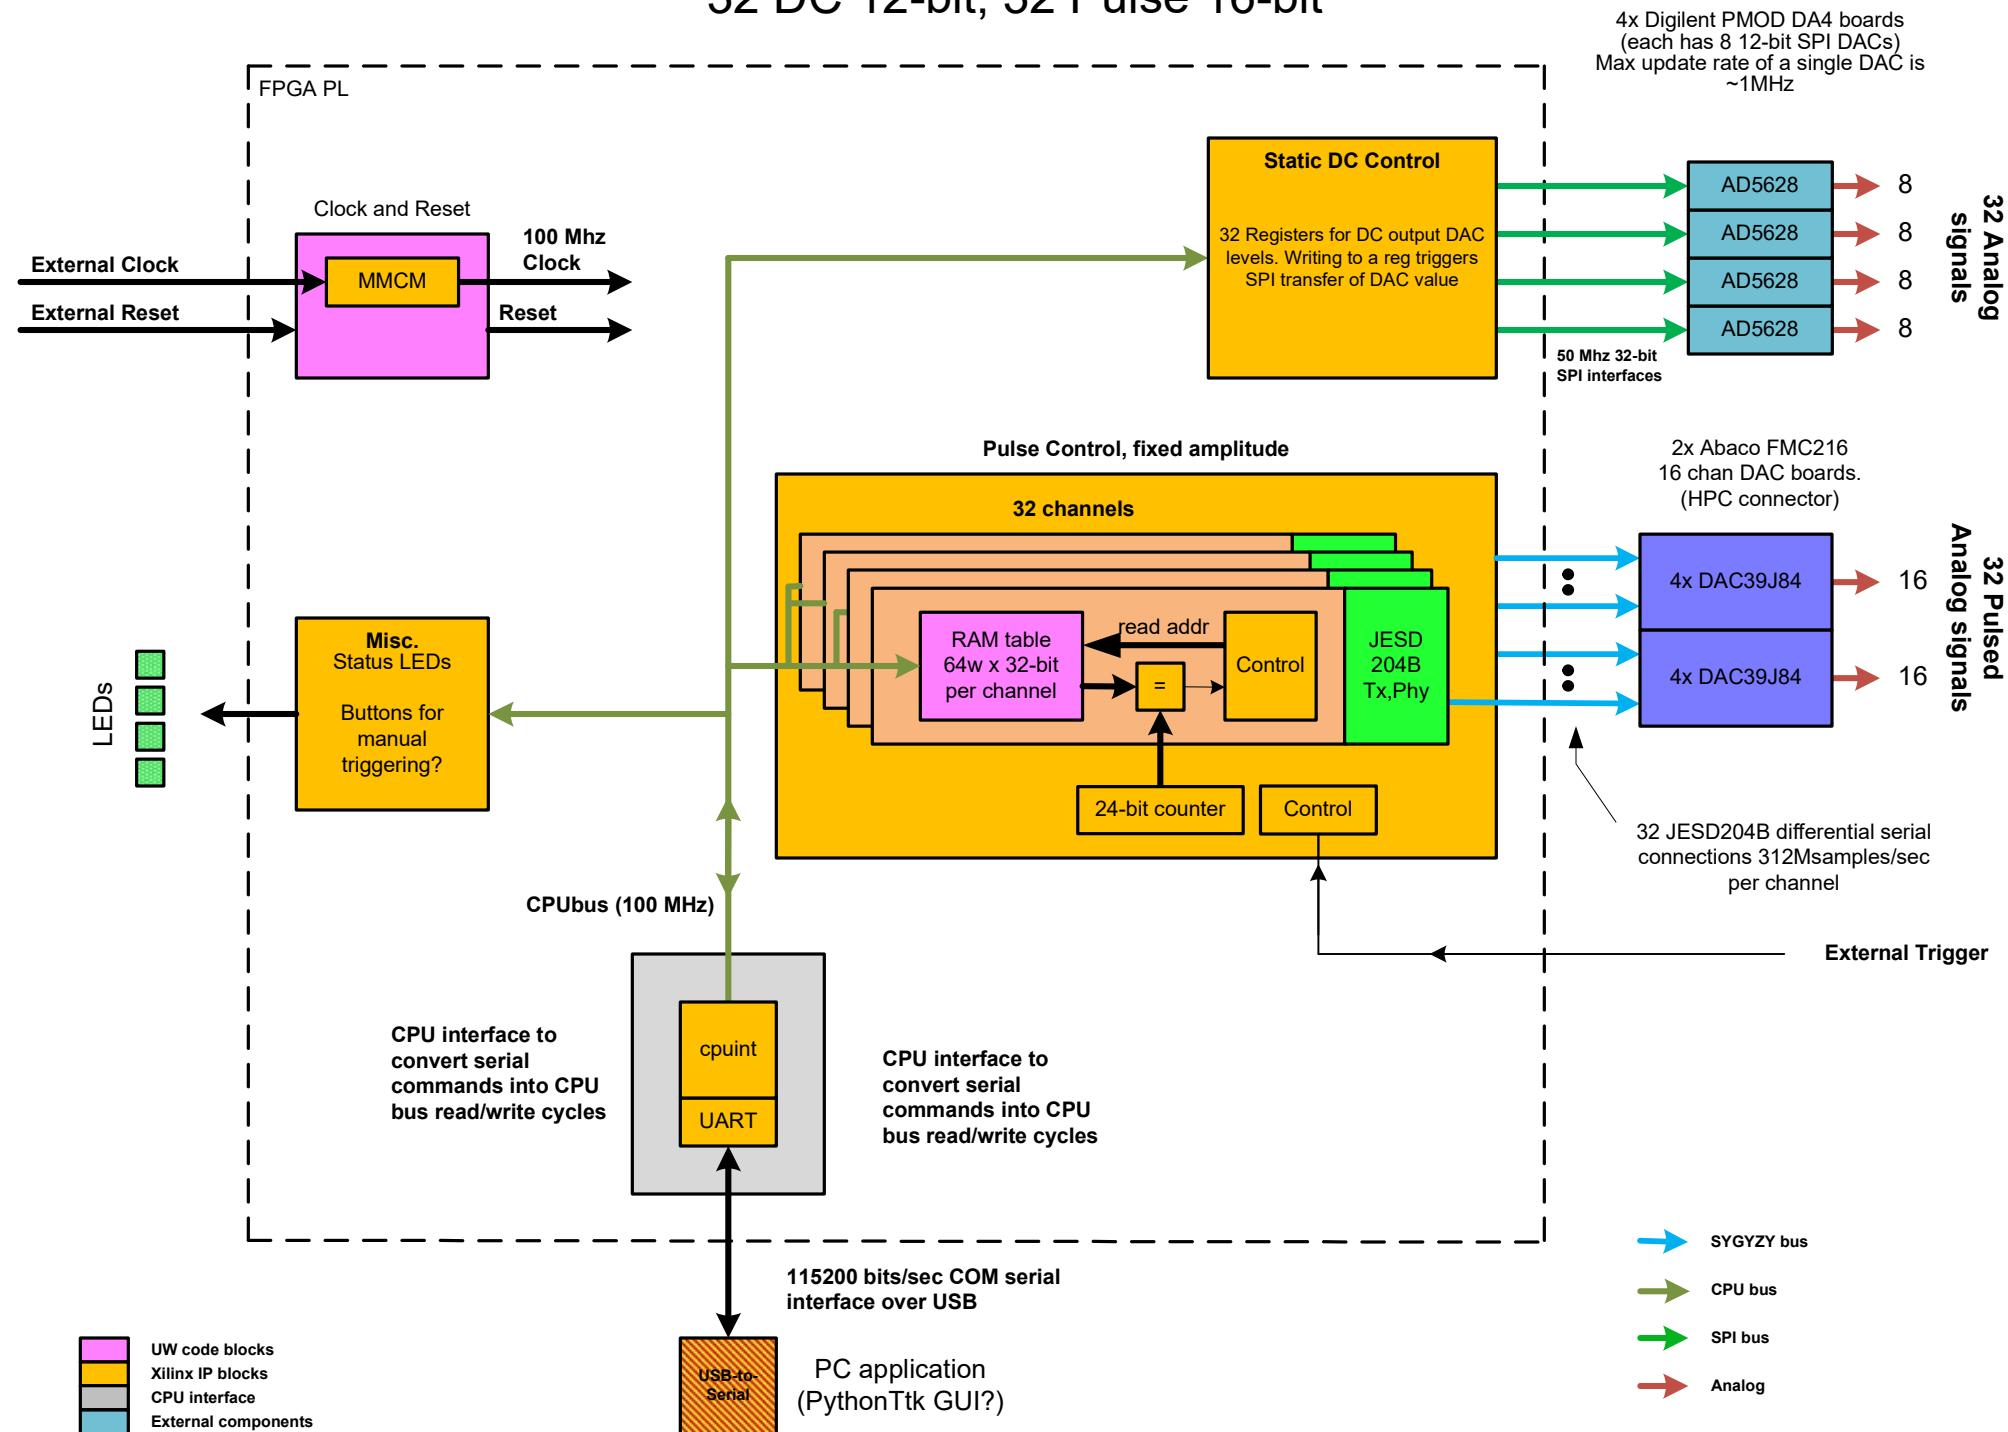 32 DC 12-bit, 32 Pulse 16-bit
4x Digilent PMOD DA4 boards
(each has 8 12-bit SPI DACs)
Max update rate of a single DAC is
~1MHz
FPGA PL
Static DC Control
32 Registers for DC output DAC
levels. Writing to a reg triggers
SPI transfer of DAC value
AD5628
8
AD5628
8
AD5628
8
AD5628
8
32 Analog
signals
50 Mhz 32-bit
SPI interfaces
Clock and Reset
External Clock
MMCM
100 Mhz
Clock
External Reset
Reset
Pulse Control, fixed amplitude
32 channels
RAM table
64w x 32-bit
per channel
read addr
=
Control
JESD
204B
Tx,Phy
24-bit counter
Control
2x Abaco FMC216
16 chan DAC boards.
(HPC connector)
4x DAC39J84
16
4x DAC39J84
16
32 Pulsed
Analog signals
32 JESD204B differential serial
connections 312Msamples/sec
per channel
External Trigger
LEDs
Misc.
Status LEDs
Buttons for
manual
triggering?
CPUbus (100 MHz)
CPU interface to
convert serial
commands into CPU
bus read/write cycles
cpuint
UART
CPU interface to
convert serial
commands into CPU
bus read/write cycles
115200 bits/sec COM serial
interface over USB
USB-to-
Serial
PC application
(PythonTtk GUI?)
UW code blocks
Xilinx IP blocks
CPU interface
External components
SYGYZY bus
CPU bus
SPI bus
Analog